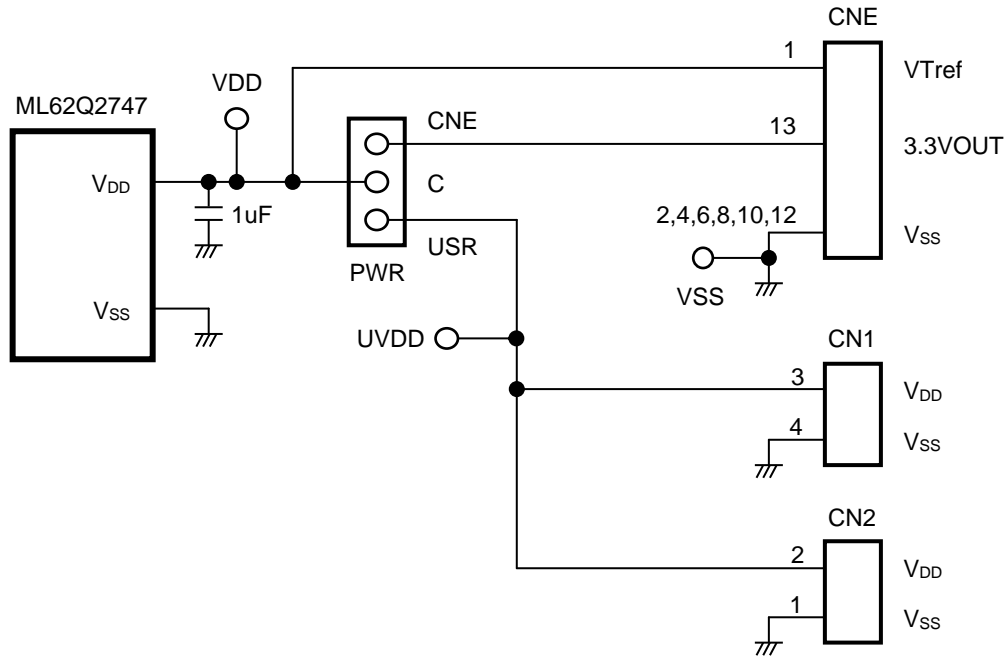 CNE
1
VTref
VDD
ML62Q2747
CNE
13
3.3VOUT
VDD
C
1uF
2,4,6,8,10,12
VSS
USR
PWR
VSS
VSS
UVDD
CN1
3
VDD
4
VSS
CN2
2
VDD
1
VSS